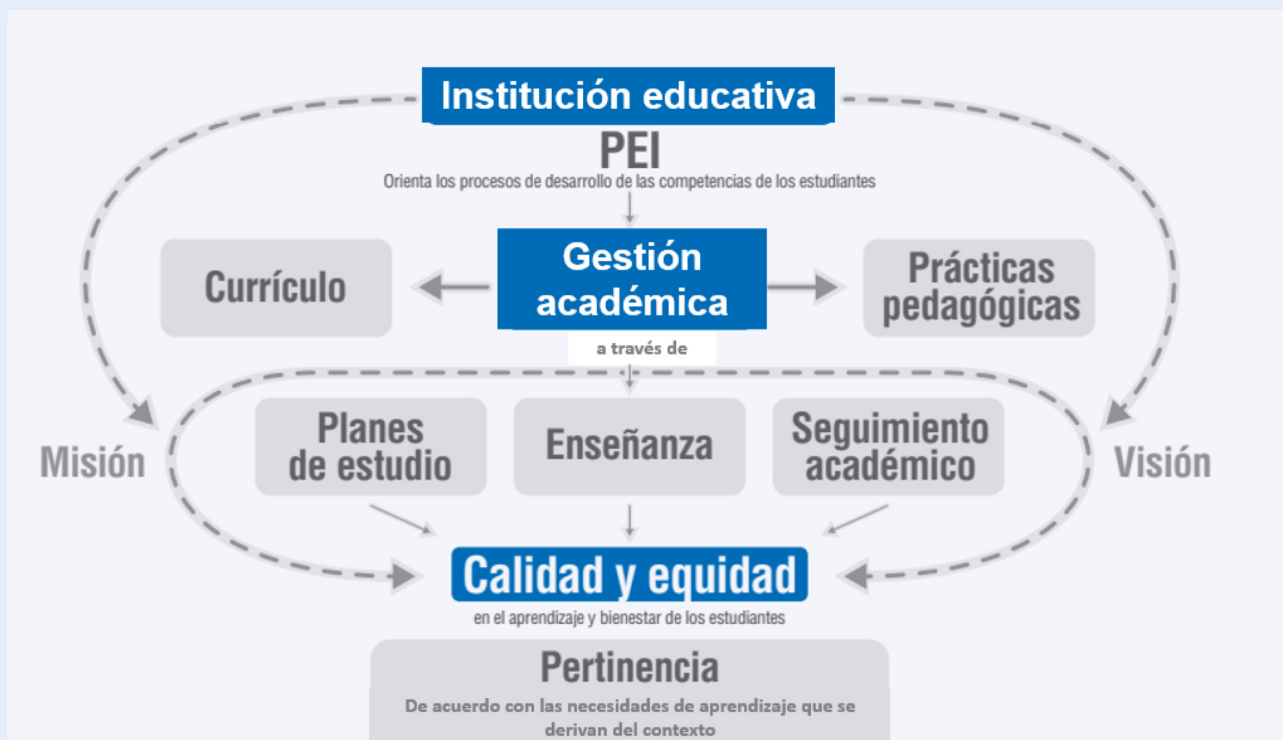 Institución educativa
PEI
Orienta los procesos de desarrollo de las competencias de los estudiantes
Currículo
Gestión
académica
Prácticas
pedagógicas
a través de
Planes
de estudio
Enseñanza
Seguimiento
académico
Misión
Visión
Calidad y equidad
en el aprendizaje y bienestar de los estudiantes
Pertinencia
De acuerdo con las necesidades de aprendizaje que se
derivan del contexto